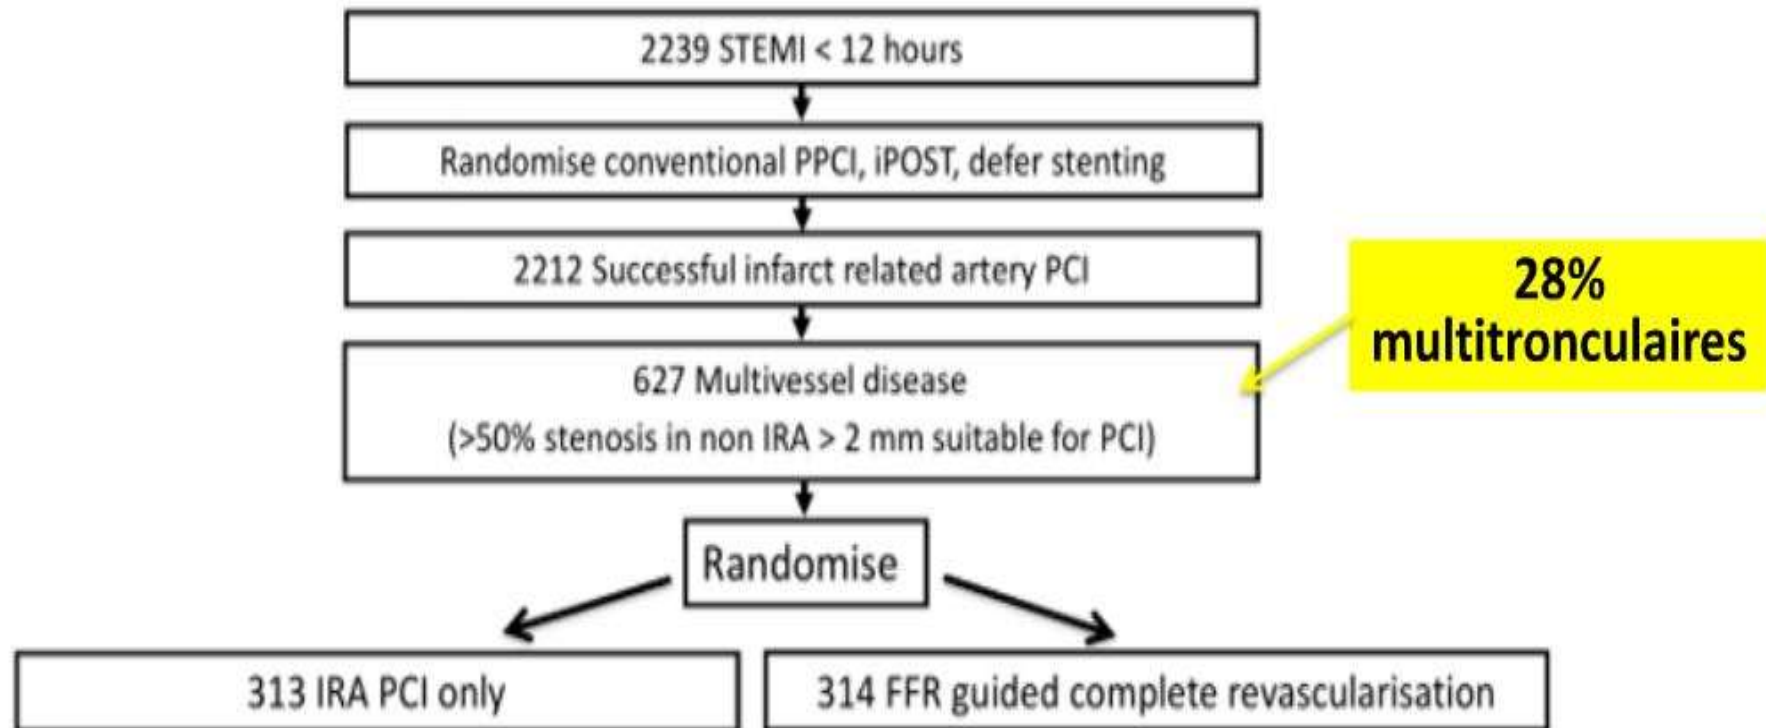 2239 STEMI < 12 hours
Randomise conventional PPCI, iPOST, defer stenting
2212 Successful infarct related artery PCI
28%
multitronculaires
627 Multivessel disease
(>50% stenosis in non IRA > 2 mm suitable for PCI)
Randomise
313 IRA PCI only
314 FFR guided complete revascularisation